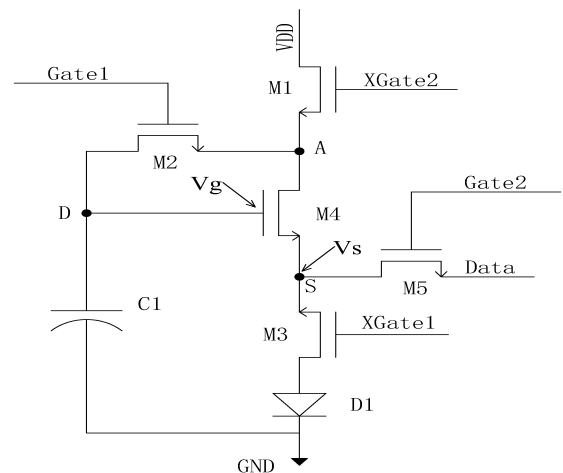 VDD
Gate1
M1
XGate2
M2
A
Vg
Gate2
D
M4
Vs
S
Data
M5
C1
M3
XGate1
D1
GND